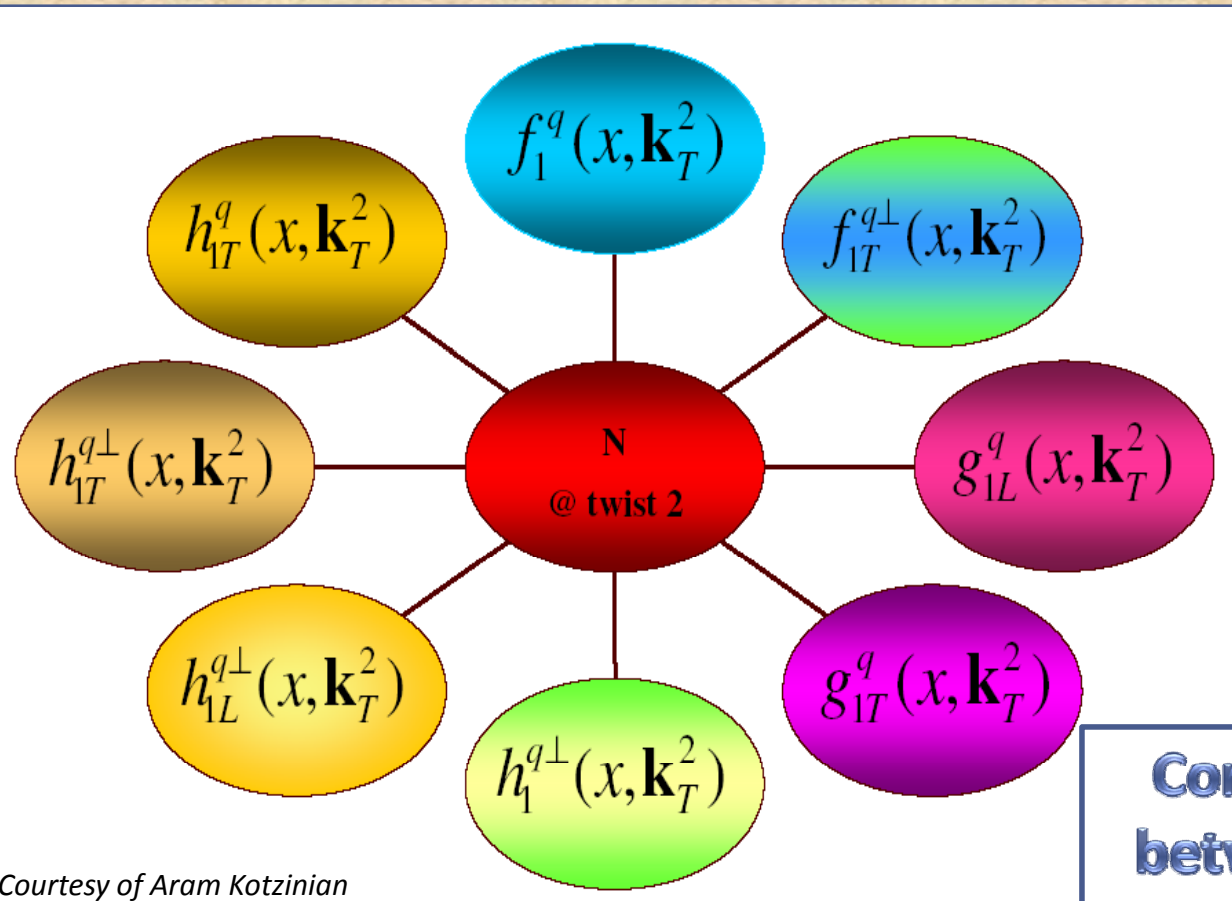 f_1^q(x,𝐤_T^2)
h_{1T}^q(x,𝐤_T^2)
f_{1T}^{q⊥}(x,𝐤_T^2)
h_{1T}^{q⊥}(x,𝐤_T^2)
N
@ twist 2
g_{1L}^q(x,𝐤_T^2)
h_{1L}^{q⊥}(x,𝐤_T^2)
g_{1T}^q(x,𝐤_T^2)
h_1^{q⊥}(x,𝐤_T^2)
Courtesy of Aram Kotzinian